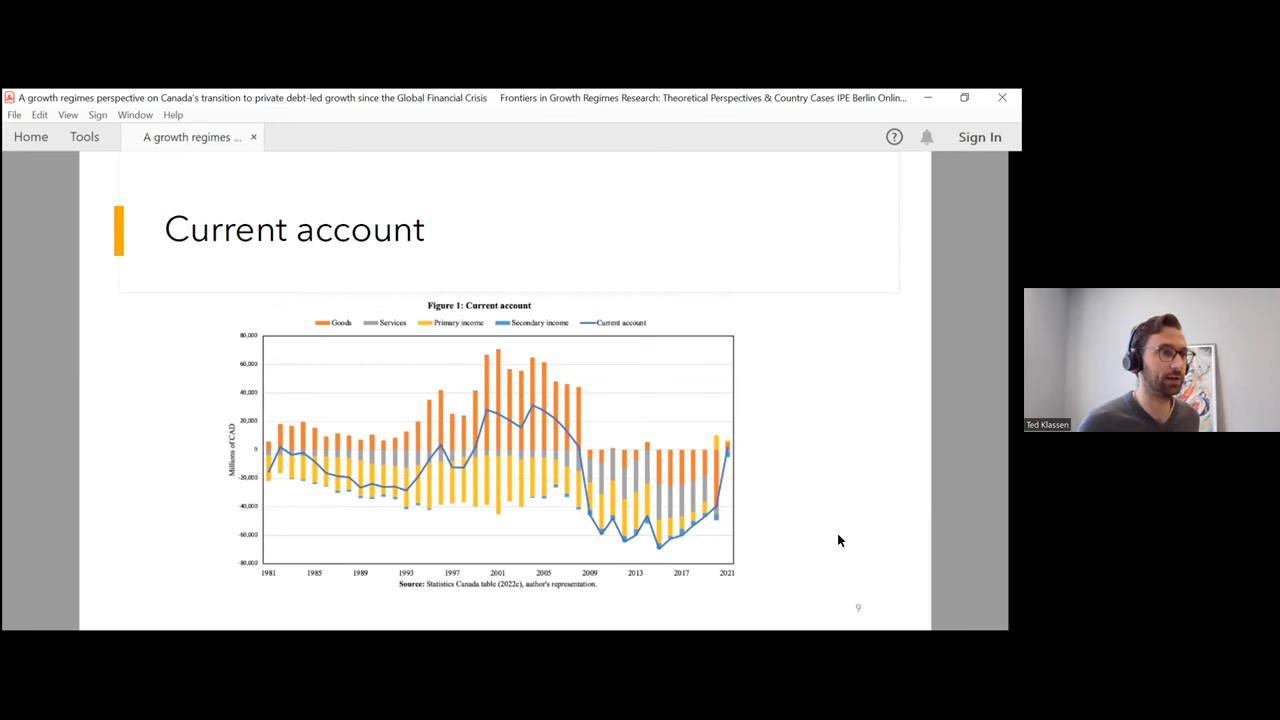 A growth regimes perspective on Canada's transition to private debt-led growth since the Global Financial Crisis Frontiers in Growth Regimes Research: Theoretical Perspectives & Country Cases IPE Berlin Onlin...
File Edit View Sign Window Help
Home Tools A growth regimes ... × ? Sign In
Current account
Figure 1: Current account
Goods Services Primary income Secondary income Current account
Millions of CAD
80,000
60,000
40,000
20,000
0
-20,000
-40,000
-60,000
-80,000
1981 1985 1989 1993 1997 2001 2005 2009 2013 2017 2021
Source: Statistics Canada table (2022c), author's representation.
9
Ted Klassen